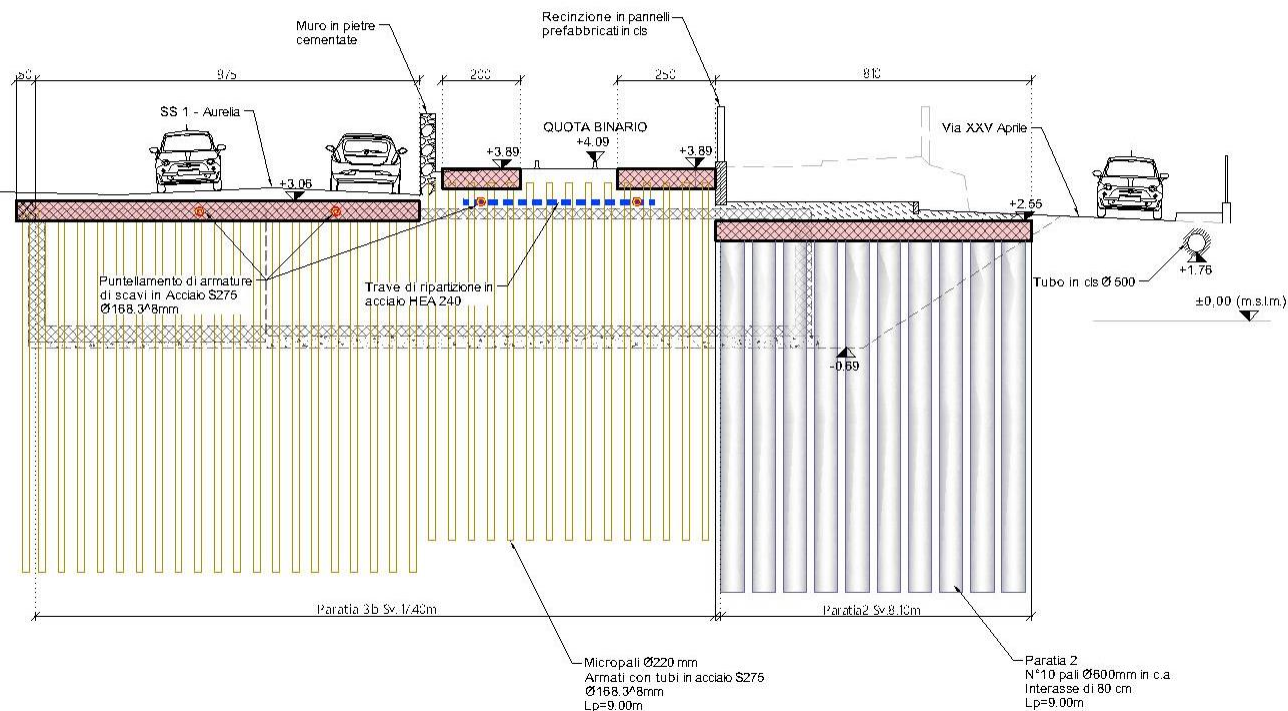 Recinzione in pannelli
prefabbricati in cls
Muro in pietre
cementate
50
975
200
250
810
SS 1 - Aurelia
QUOTA BINARIO
+4.09
Via XXV Aprile
+3.89
+3.89
+3.06
+2.55
Puntellamento di armature
di scavi in Acciaio S275
Ø168.3^8mm
Trave di ripartizione in
acciaio HEA 240
Tubo in cls Ø 500
+1.76
±0,00 (m.s.l.m.)
-0.69
Paratia 3b Sv.17.40m
Paratia2 Sv.8.10m
Micropali Ø220 mm
Armati con tubi in acciaio S275
Ø168.3^8mm
Lp=9.00m
Paratia 2
N°10 pali Ø600mm in c.a
Interasse di 80 cm
Lp=9.00m